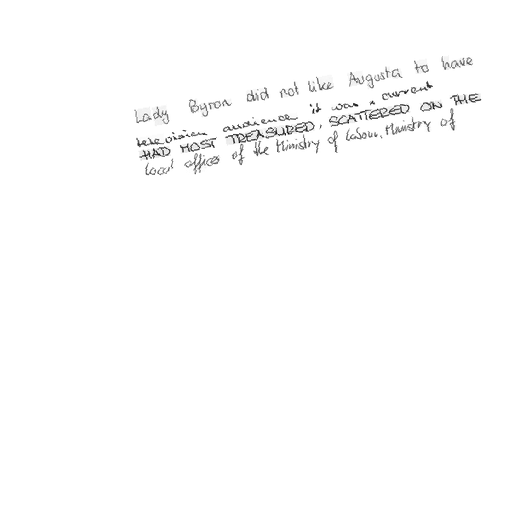 Lady Byron did not like Augusta to have
television audience it was a current
HAD MOST TREASURED, SCATTERED ON THE
local offices of the Ministry of Labour, Ministry of